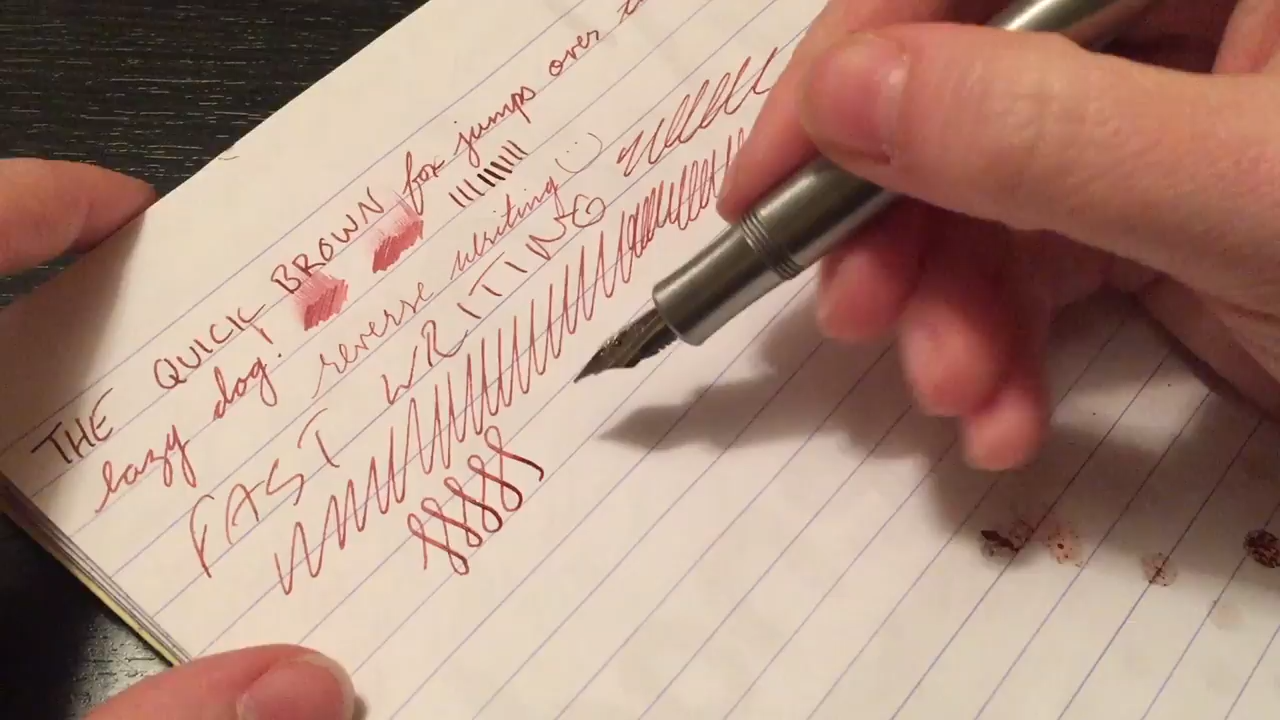 THE QUICK BROWN fox jumps over
lazy dog.
reverse writing :)
FAST WRITING